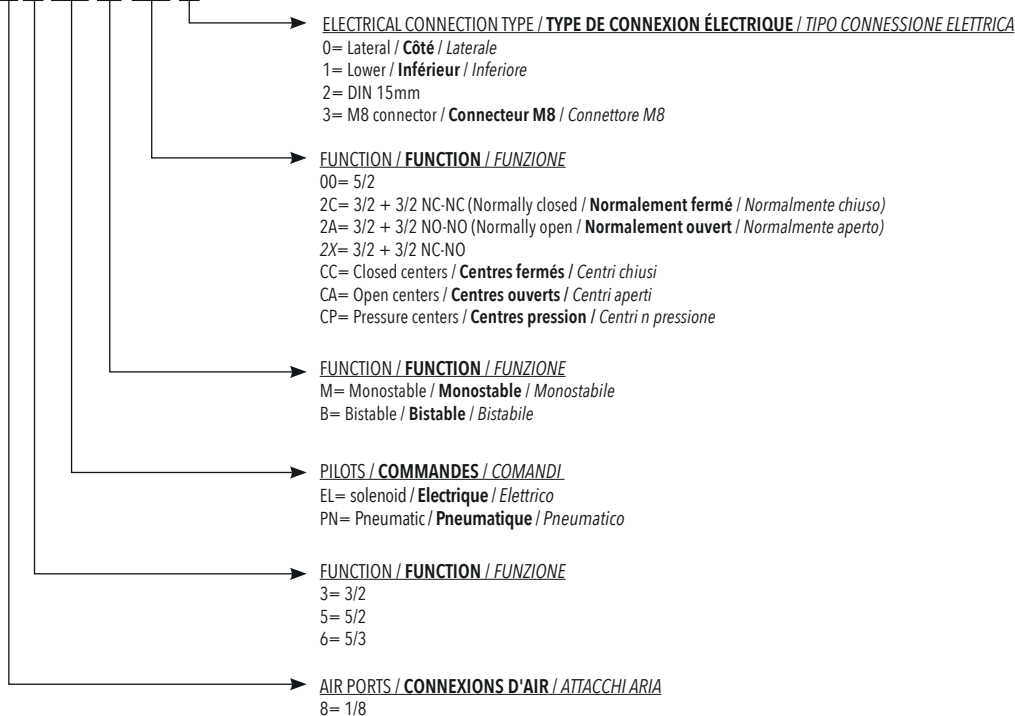 ELECTRICAL CONNECTION TYPE / TYPE DE CONNEXION ÉLECTRIQUE / TIPO CONNESSIONE ELETTRICA
0= Lateral / Côté / Laterale
1= Lower / Inférieur / Inferiore
2= DIN 15mm
3= M8 connector / Connecteur M8 / Connettore M8
FUNCTION / FUNCTION / FUNZIONE
00= 5/2
2C= 3/2 + 3/2 NC-NC (Normally closed / Normalement fermé / Normalmente chiuso)
2A= 3/2 + 3/2 NO-NO (Normally open / Normalement ouvert / Normalmente aperto)
2X= 3/2 + 3/2 NC-NO
CC= Closed centers / Centres fermés / Centri chiusi
CA= Open centers / Centres ouverts / Centri aperti
CP= Pressure centers / Centres pression / Centri n pressione
FUNCTION / FUNCTION / FUNZIONE
M= Monostable / Monostable / Monostabile
B= Bistable / Bistable / Bistabile
PILOTS / COMMANDES / COMANDI
EL= solenoid / Electrique / Elettrico
PN= Pneumatic / Pneumatique / Pneumatico
FUNCTION / FUNCTION / FUNZIONE
3= 3/2
5= 5/2
6= 5/3
AIR PORTS / CONNEXIONS D'AIR / ATTACCHI ARIA
8= 1/8